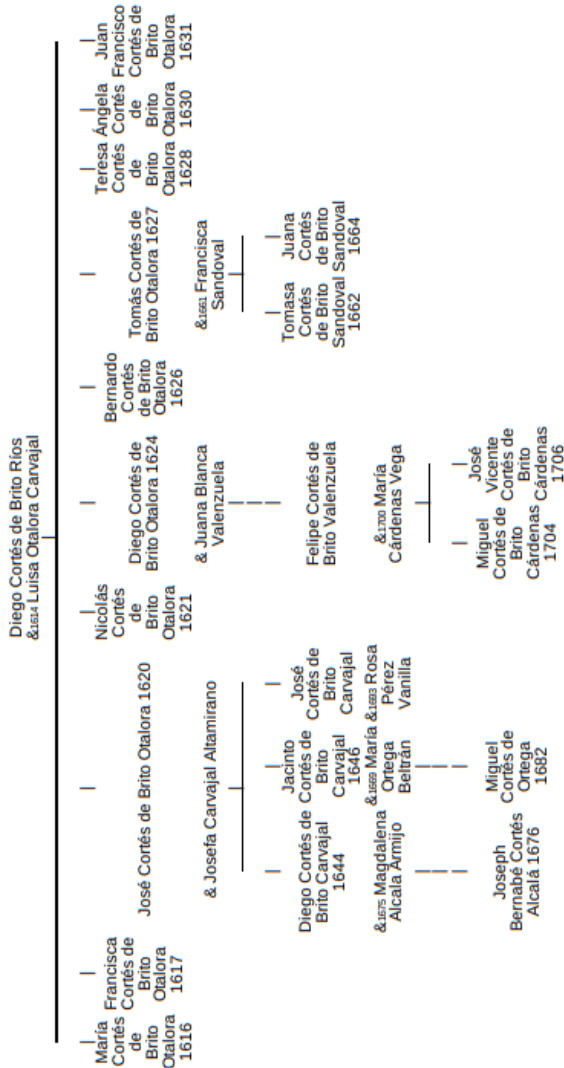 Diego Cortés de Brito Ríos
&1614 Luisa Otalora Carvajal
María
Cortés
de
Brito
Otalora
1616
Francisca
Cortés de
Brito
Otalora
1617
José Cortés de Brito Otalora 1620
& Josefa Carvajal Altamirano
Diego Cortés de
Brito Carvajal
1644
&1675 Magdalena
Alcala Armijo
Joseph
Bernabé Cortés
Alcalá 1676
Jacinto
Cortés de
Brito
Carvajal
1646
&1669 María
Ortega
Beltrán
Miguel
Cortés de
Ortega
1682
José
Cortés de
Brito
Carvajal
&1693 Rosa
Pérez
Vanilla
Nicolás
Cortés
de
Brito
Otalora
1621
Diego Cortés de
Brito Otalora 1624
& Juana Blanca
Valenzuela
Felipe Cortés de
Brito Valenzuela
&1700 María
Cárdenas Vega
Miguel
Cortés de
Brito
Cárdenas
1704
José
Vicente
Cortés de
Brito
Cárdenas
1706
Bernardo
Cortés
de Brito
Otalora
1626
Tomás Cortés de
Brito Otalora 1627
&1661 Francisca
Sandoval
Tomasa
Cortés
de Brito
Sandoval
1662
Juana
Cortés
de Brito
Sandoval
1664
Teresa
Cortés
de
Brito
Otalora
1628
Ángela
Cortés
de
Brito
Otalora
1630
Juan
Francisco
Cortés de
Brito
Otalora
1631